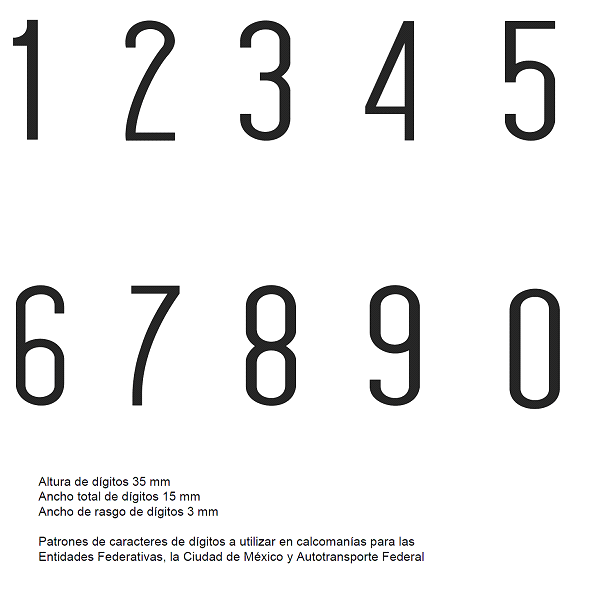 1 2 3 4 5
6 7 8 9 0
Altura de dígitos 35 mm
Ancho total de dígitos 15 mm
Ancho de rasgo de dígitos 3 mm
Patrones de caracteres de dígitos a utilizar en calcomanías para las
Entidades Federativas, la Ciudad de México y Autotransporte Federal